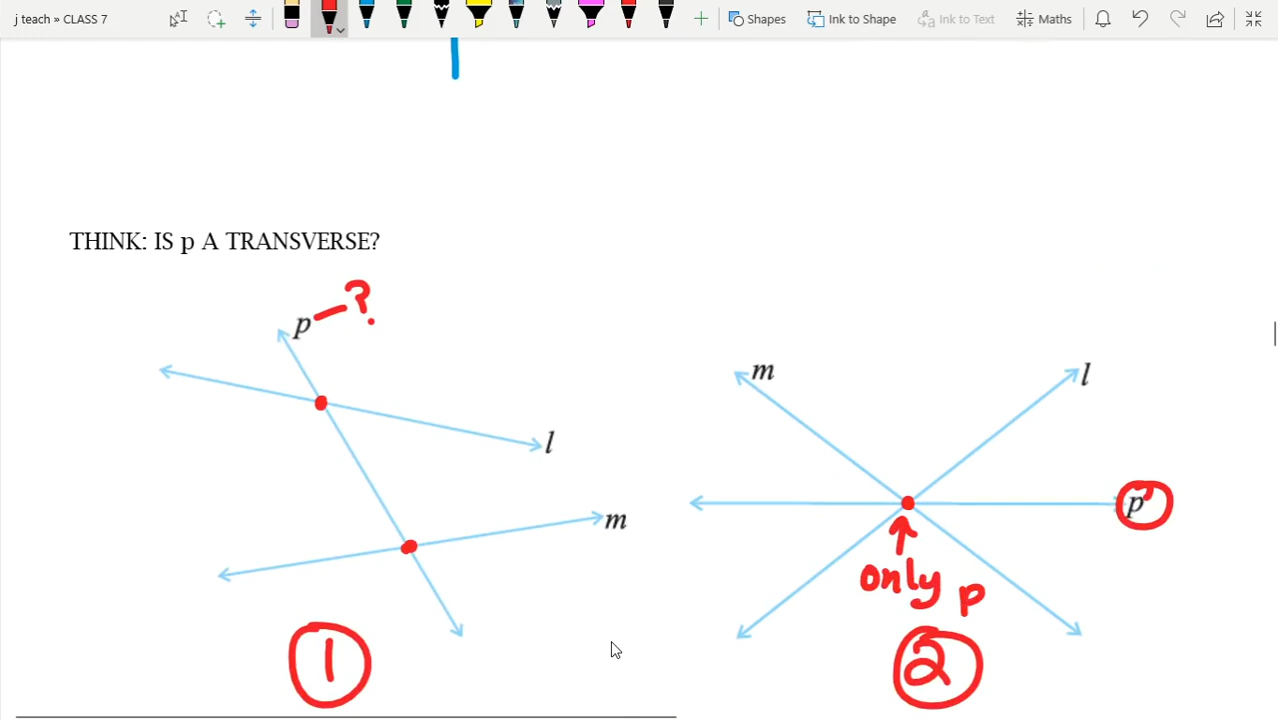 j teach » CLASS 7
Shapes
Ink to Shape
Ink to Text
Maths
THINK: IS p A TRANSVERSE?
p — ?
l
m
1
m
l
p
only p
2